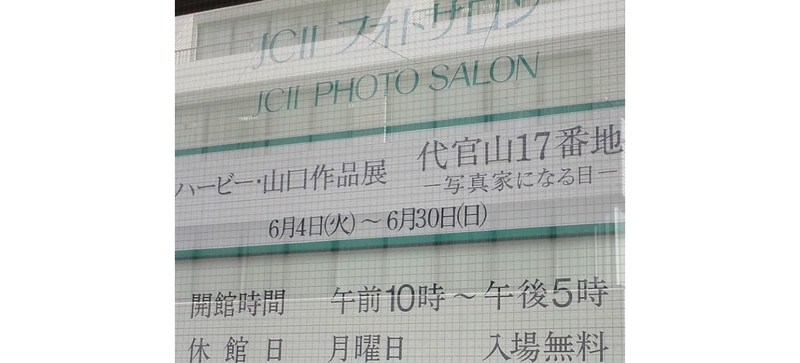 JCII フォトサロン
JCII PHOTO SALON
ハービー・山口作品展 代官山17番地
―写真家になる日―
6月4日(火)～6月30日(日)
開館時間 午前10時～午後5時
休館日 月曜日 入場無料